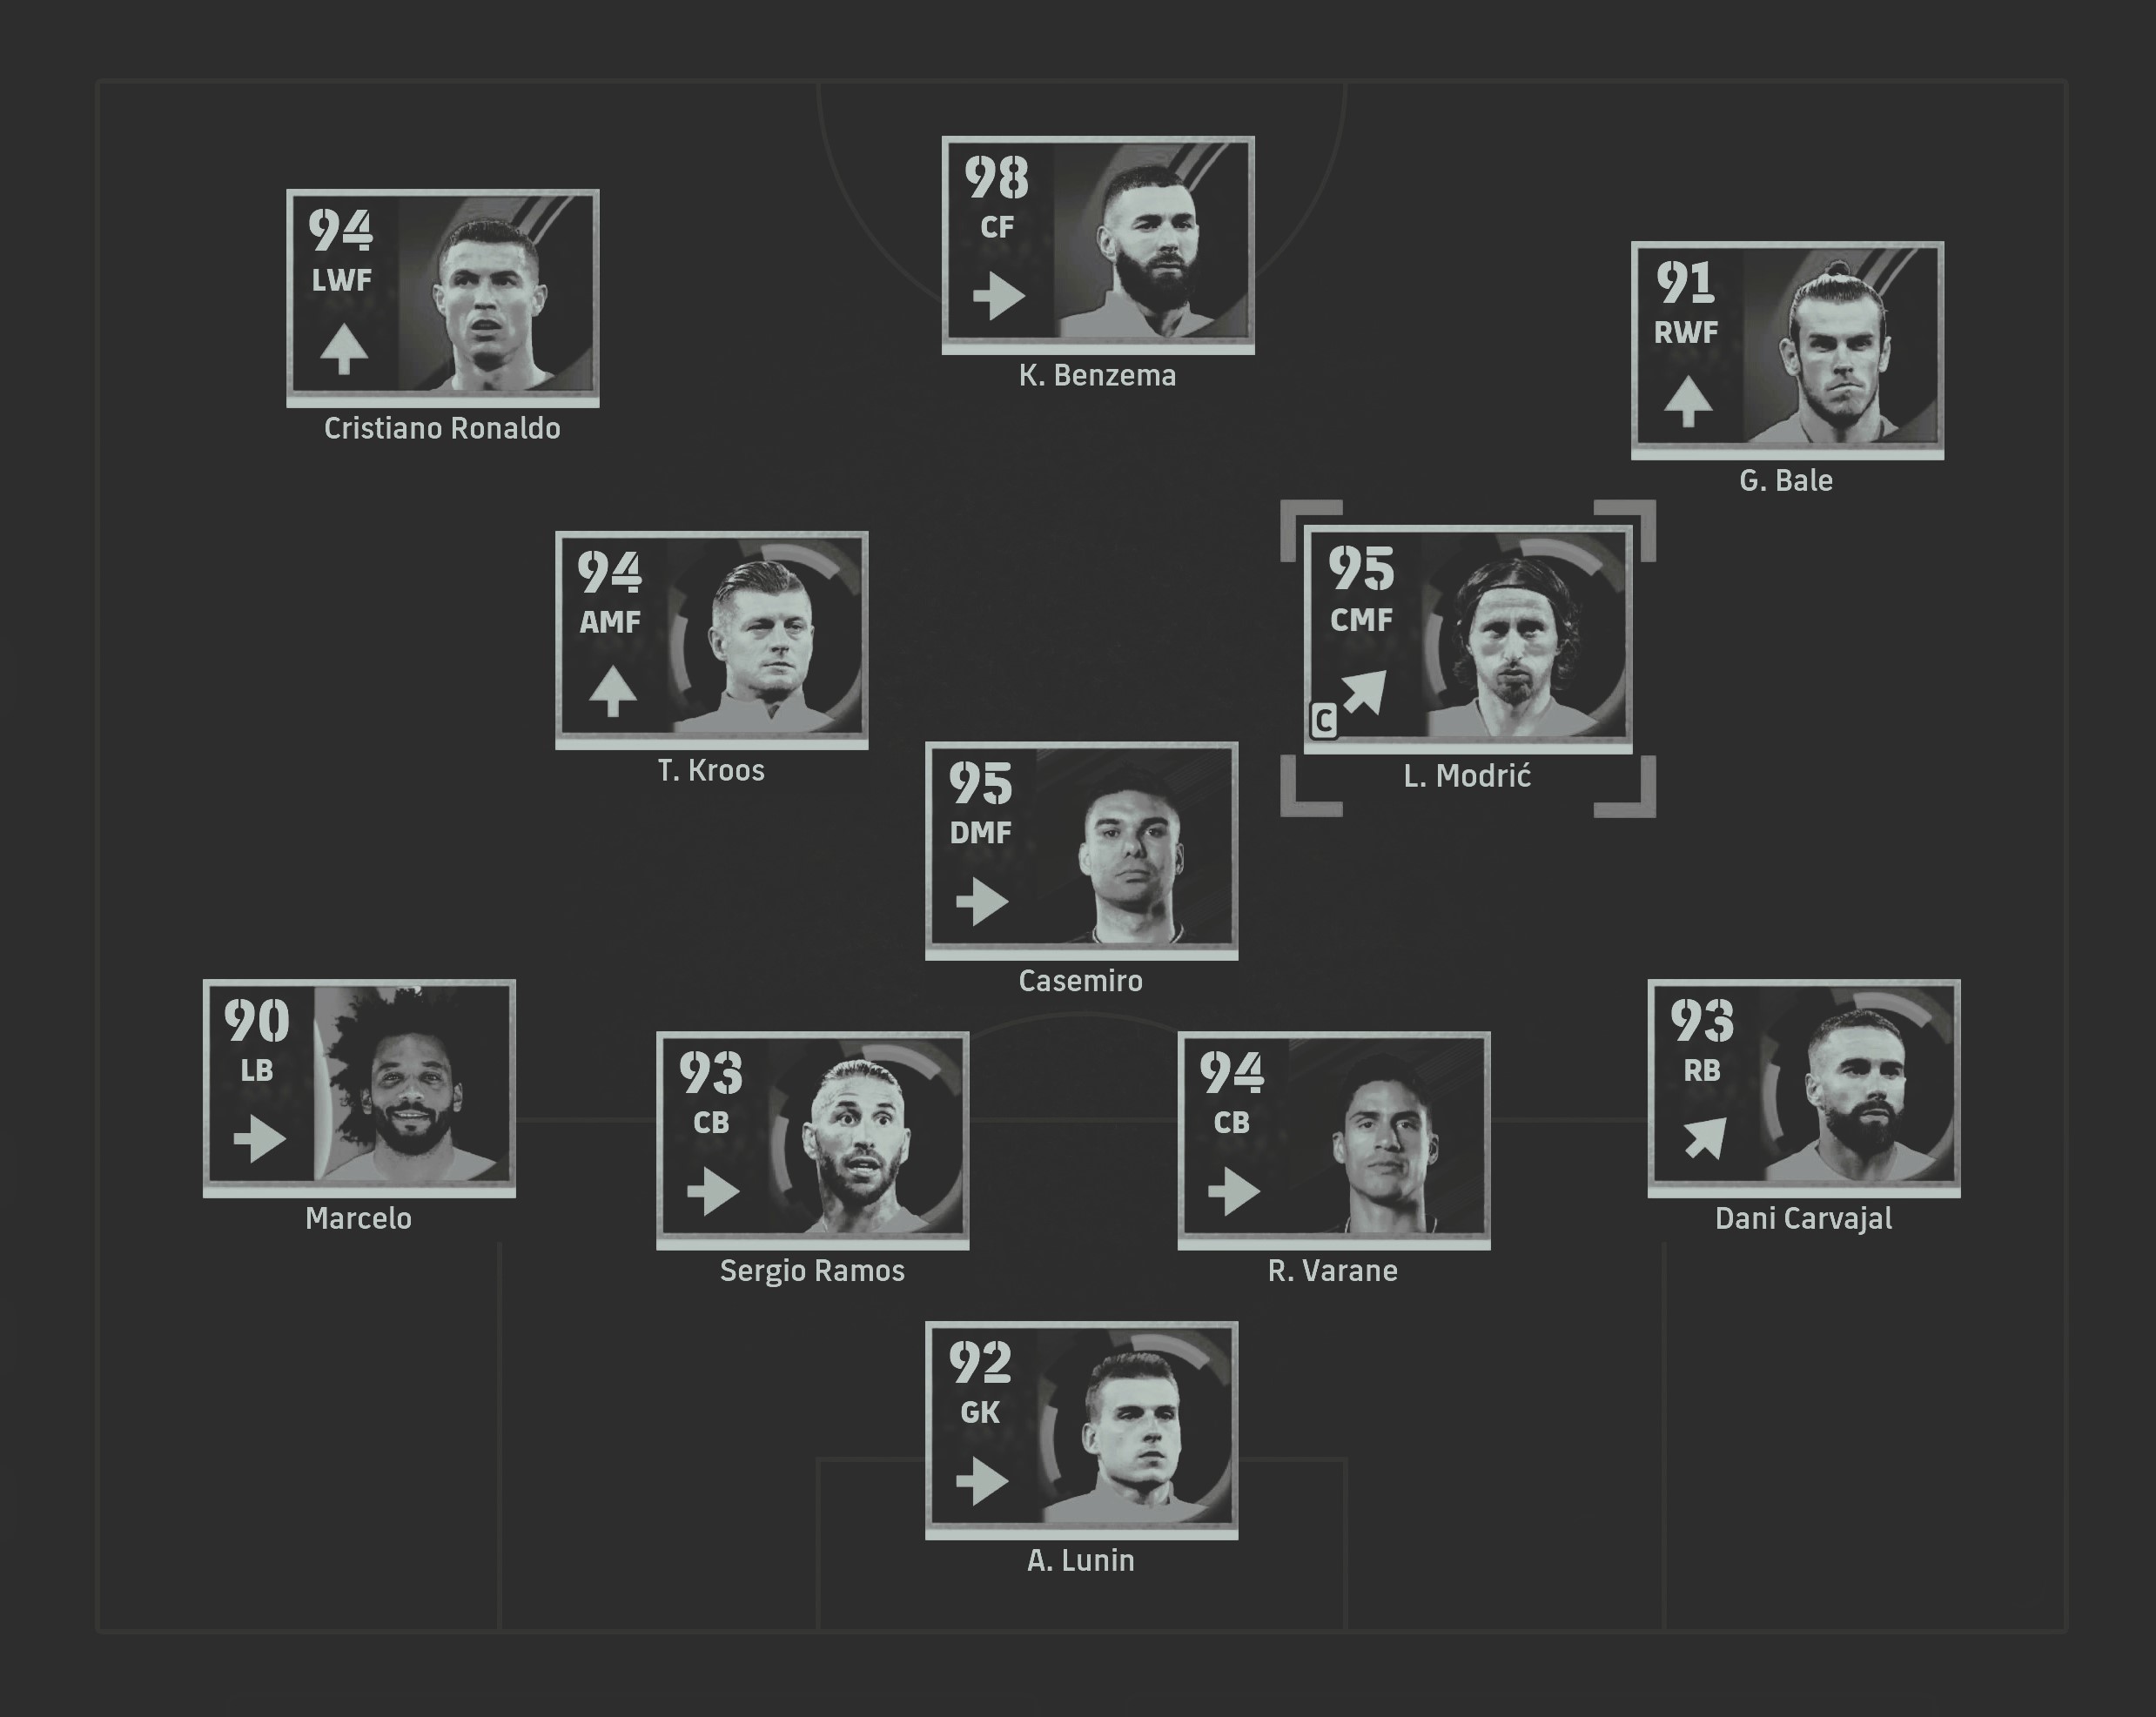 98
CF
K. Benzema
94
LWF
Cristiano Ronaldo
91
RWF
G. Bale
94
AMF
T. Kroos
95
CMF
C
L. Modrić
95
DMF
Casemiro
90
LB
Marcelo
93
CB
Sergio Ramos
94
CB
R. Varane
93
RB
Dani Carvajal
92
GK
A. Lunin